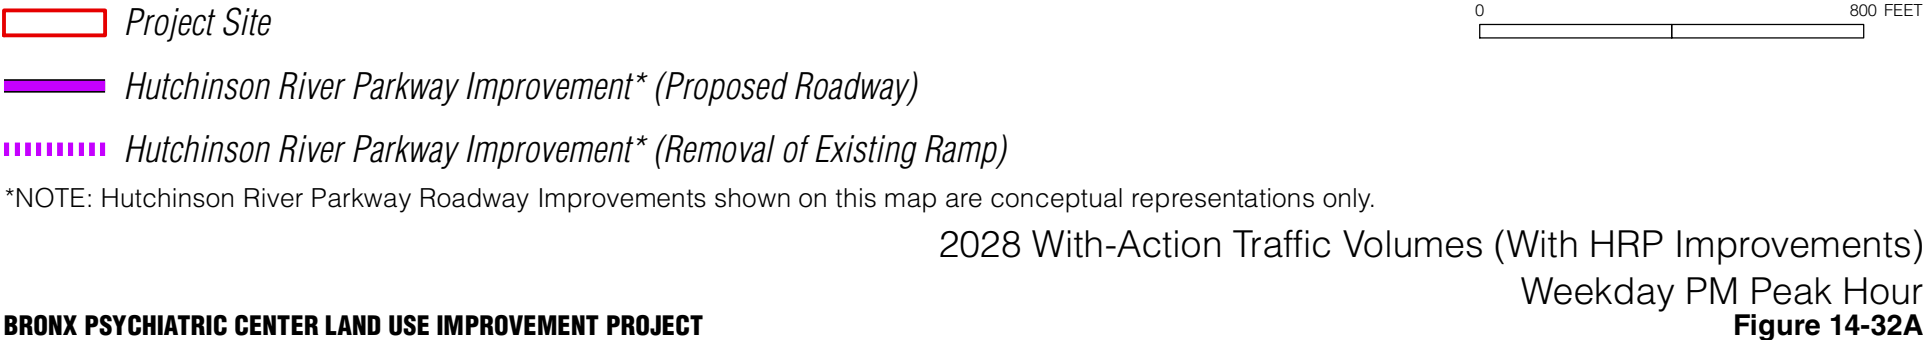 Project Site
0 800 FEET
Hutchinson River Parkway Improvement* (Proposed Roadway)
Hutchinson River Parkway Improvement* (Removal of Existing Ramp)
*NOTE: Hutchinson River Parkway Roadway Improvements shown on this map are conceptual representations only.
2028 With-Action Traffic Volumes (With HRP Improvements)
Weekday PM Peak Hour
BRONX PSYCHIATRIC CENTER LAND USE IMPROVEMENT PROJECT
Figure 14-32A